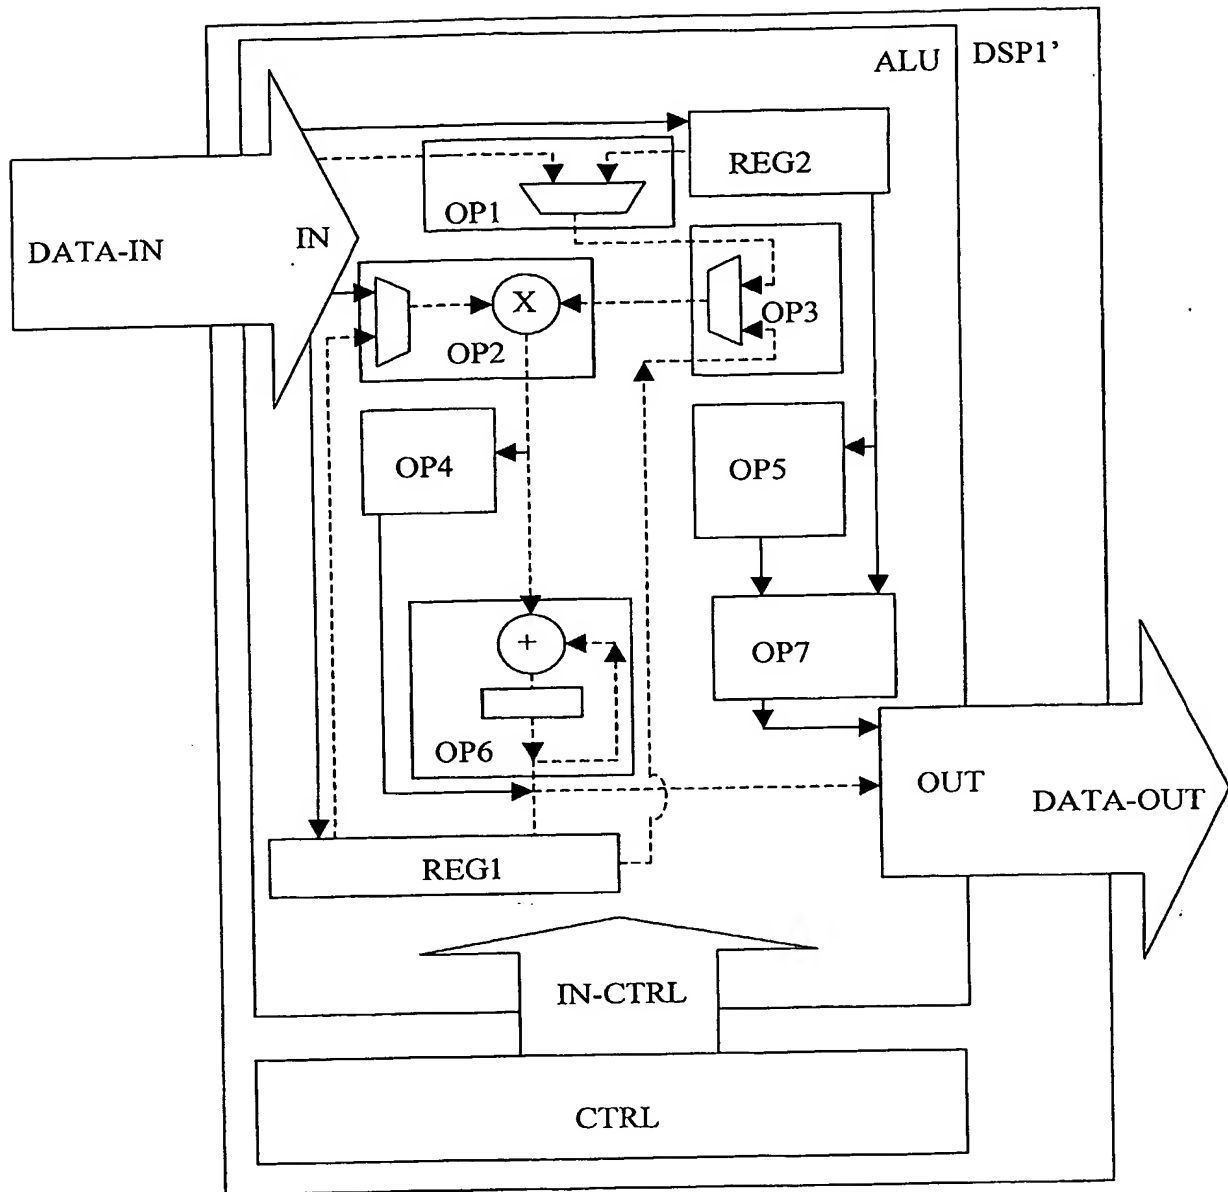 ALU
DSP1’
REG2
OP1
IN
DATA-IN
X
OP3
OP2
OP4
OP5
+
OP7
OP6
OUT
DATA-OUT
REG1
IN-CTRL
CTRL